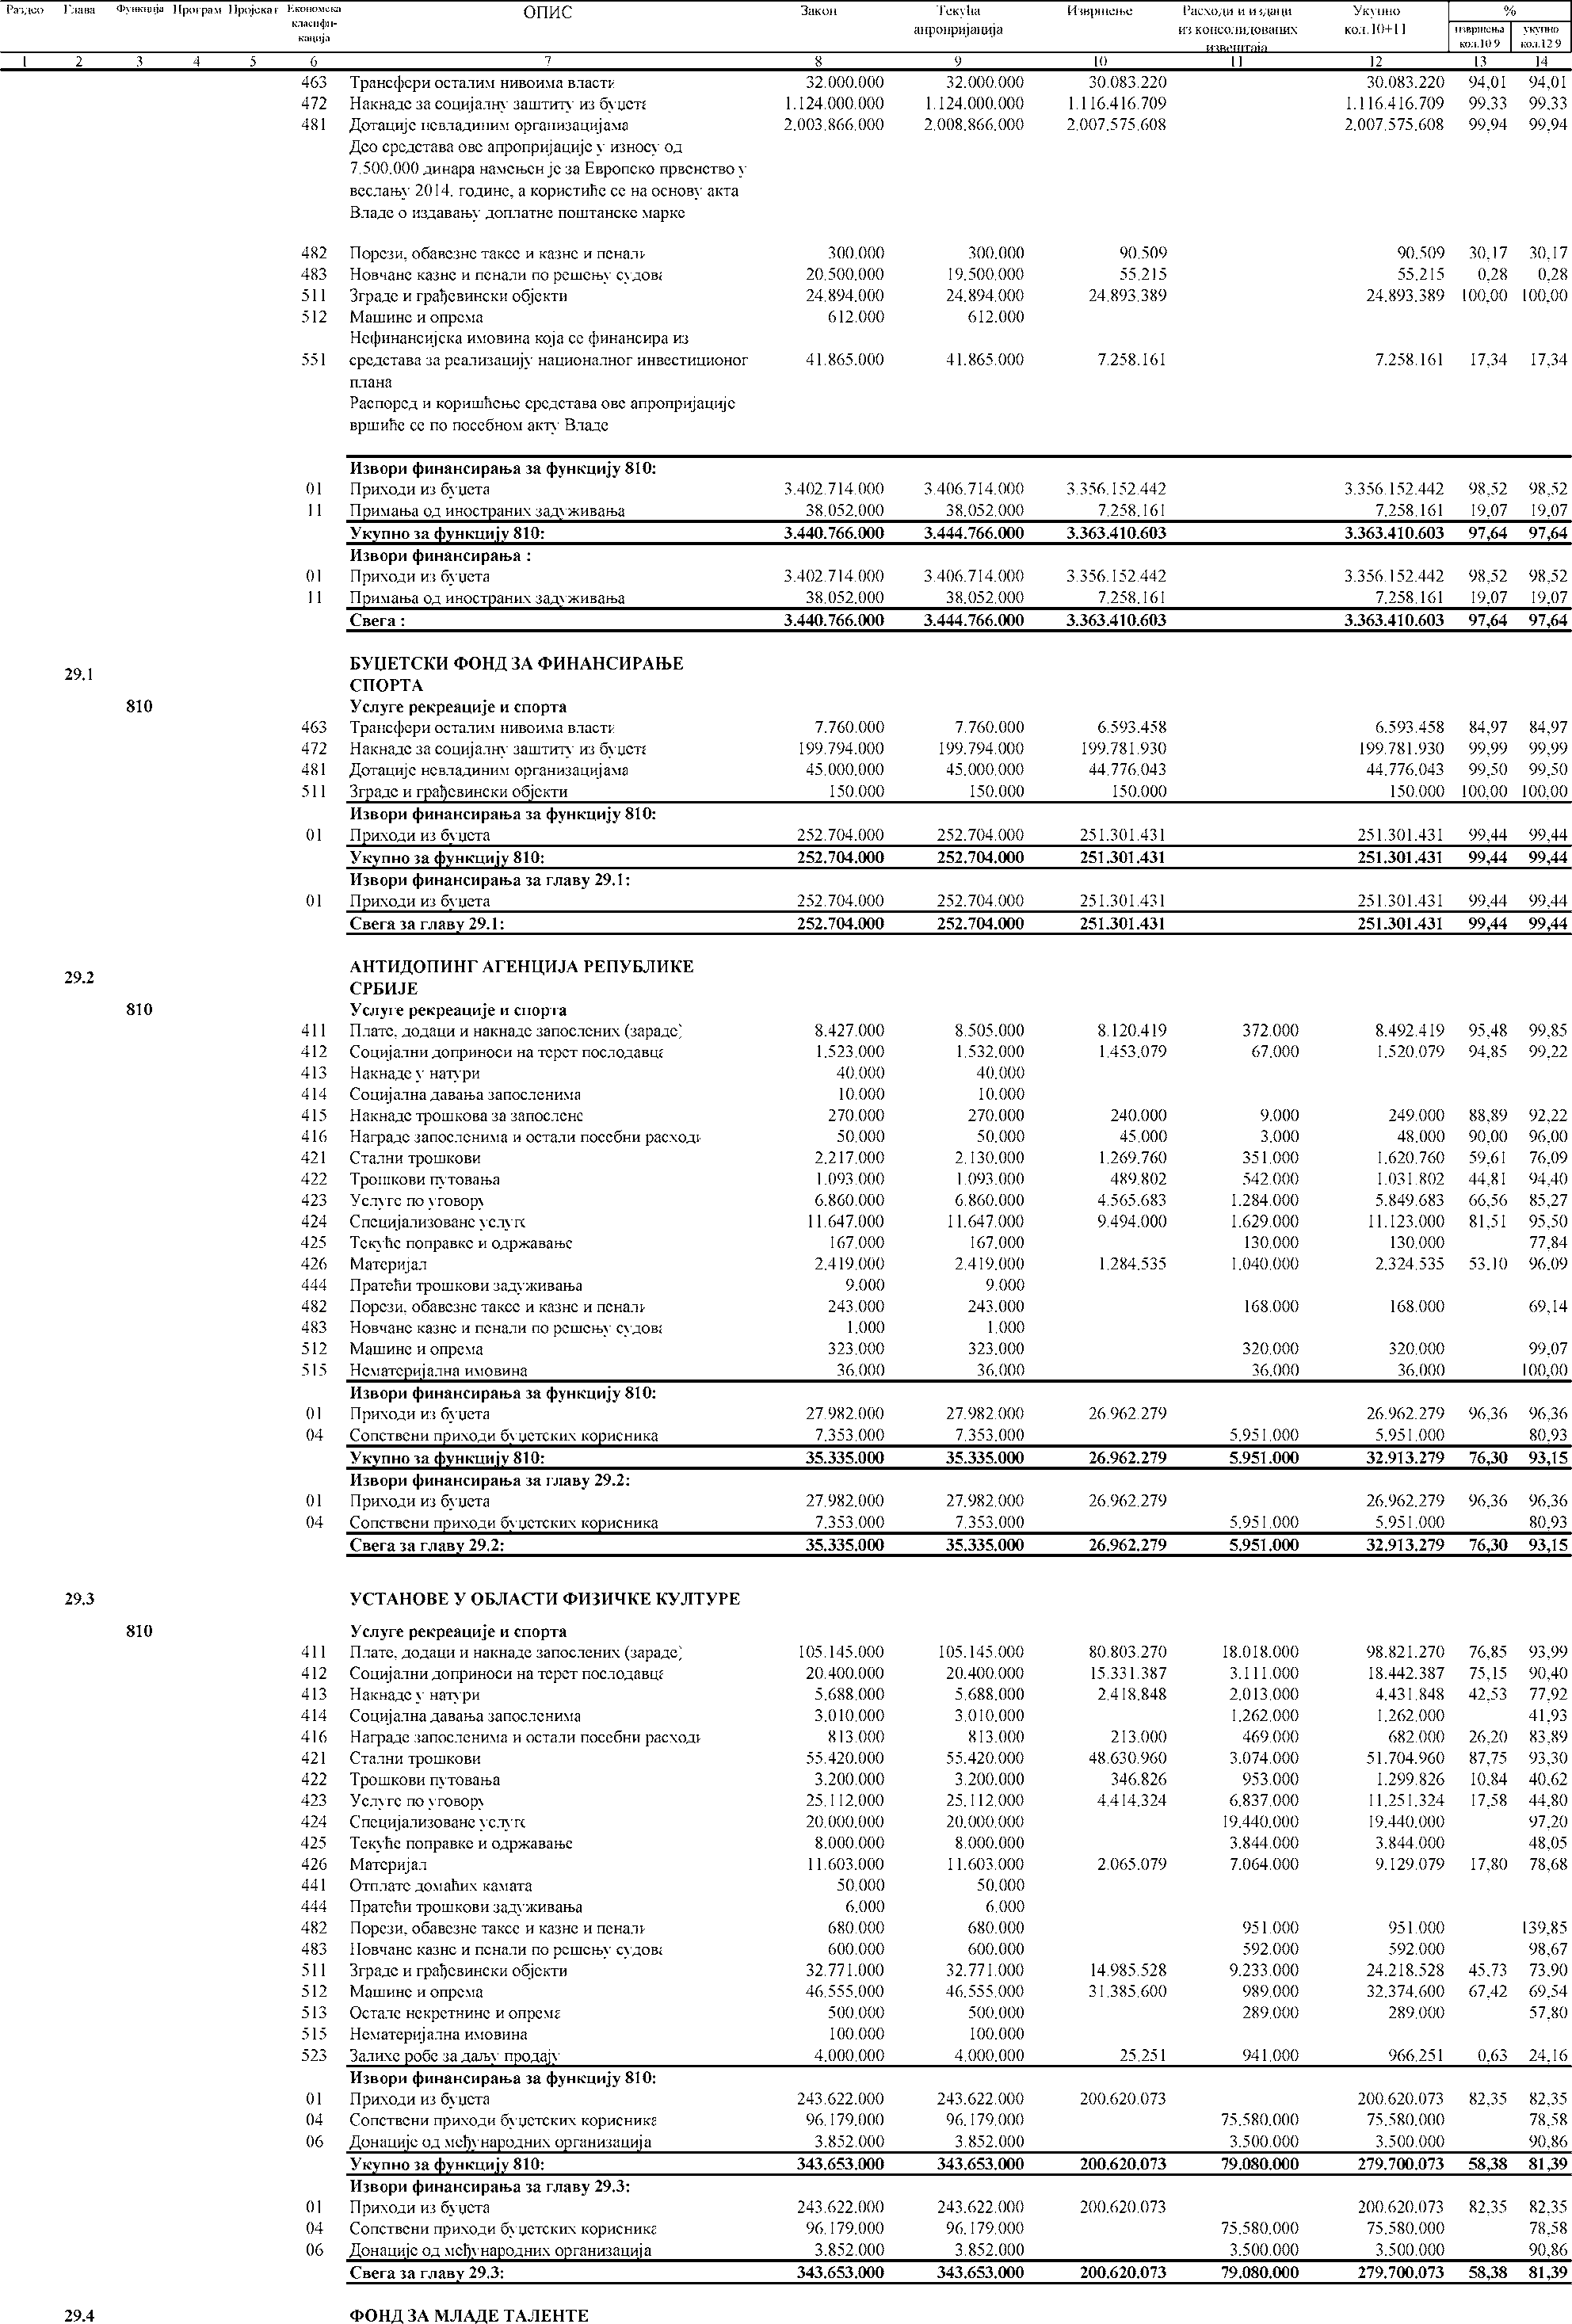 Раздео Глава Функција Програм Пројекат Економска класифи-кација ОПИС Закон Текућа апропријација Извршење Расходи и издаци из консолидованих извештаја Укупно кол.10+11 %
извршења кол.10 9 укупно кол.12 9
1 2 3 4 5 6 7 8 9 10 11 12 13 14
463 Трансфери осталим нивоима власти 32.000.000 32.000.000 30.083.220 30.083.220 94,01 94,01
472 Накнаде за социјалну заштиту из буџета 1.124.000.000 1.124.000.000 1.116.416.709 1.116.416.709 99,33 99,33
481 Дотације невладиним организацијама 2.003.866.000 2.008.866.000 2.007.575.608 2.007.575.608 99,94 99,94
Део средстава ове апропријације у износу од
7.500.000 динара намењен је за Европско првенство у
веслању 2014. године, а користиће се на основу акта
Владе о издавању доплатне поштанске марке
482 Порези, обавезне таксе и казне и пенали 300.000 300.000 90.509 90.509 30,17 30,17
483 Новчане казне и пенали по решењу судова 20.500.000 19.500.000 55.215 55.215 0,28 0,28
511 Зграде и грађевински објекти 24.894.000 24.894.000 24.893.389 24.893.389 100,00 100,00
512 Машине и опрема 612.000 612.000
Нефинансијска имовина која се финансира из
551 средстава за реализацију националног инвестиционог 41.865.000 41.865.000 7.258.161 7.258.161 17,34 17,34
плана
Распоред и коришћење средстава ове апропријације
вршиће се по посебном акту Владе
Извори финансирања за функцију 810:
01 Приходи из буџета 3.402.714.000 3.406.714.000 3.356.152.442 3.356.152.442 98,52 98,52
11 Примања од иностраних задуживања 38.052.000 38.052.000 7.258.161 7.258.161 19,07 19,07
Укупно за функцију 810: 3.440.766.000 3.444.766.000 3.363.410.603 3.363.410.603 97,64 97,64
Извори финансирања :
01 Приходи из буџета 3.402.714.000 3.406.714.000 3.356.152.442 3.356.152.442 98,52 98,52
11 Примања од иностраних задуживања 38.052.000 38.052.000 7.258.161 7.258.161 19,07 19,07
Свега : 3.440.766.000 3.444.766.000 3.363.410.603 3.363.410.603 97,64 97,64
29.1 БУЏЕТСКИ ФОНД ЗА ФИНАНСИРАЊЕ
СПОРТА
810 Услуге рекреације и спорта
463 Трансфери осталим нивоима власти 7.760.000 7.760.000 6.593.458 6.593.458 84,97 84,97
472 Накнаде за социјалну заштиту из буџета 199.794.000 199.794.000 199.781.930 199.781.930 99,99 99,99
481 Дотације невладиним организацијама 45.000.000 45.000.000 44.776.043 44.776.043 99,50 99,50
511 Зграде и грађевински објекти 150.000 150.000 150.000 150.000 100,00 100,00
Извори финансирања за функцију 810:
01 Приходи из буџета 252.704.000 252.704.000 251.301.431 251.301.431 99,44 99,44
Укупно за функцију 810: 252.704.000 252.704.000 251.301.431 251.301.431 99,44 99,44
Извори финансирања за главу 29.1:
01 Приходи из буџета 252.704.000 252.704.000 251.301.431 251.301.431 99,44 99,44
Свега за главу 29.1: 252.704.000 252.704.000 251.301.431 251.301.431 99,44 99,44
29.2 АНТИДОПИНГ АГЕНЦИЈА РЕПУБЛИКЕ
СРБИЈЕ
810 Услуге рекреације и спорта
411 Плате, додаци и накнаде запослених (зараде) 8.427.000 8.505.000 8.120.419 372.000 8.492.419 95,48 99,85
412 Социјални доприноси на терет послодавца 1.523.000 1.532.000 1.453.079 67.000 1.520.079 94,85 99,22
413 Накнаде у натури 40.000 40.000
414 Социјална давања запосленима 10.000 10.000
415 Накнаде трошкова за запослене 270.000 270.000 240.000 9.000 249.000 88,89 92,22
416 Награде запосленима и остали посебни расходи 50.000 50.000 45.000 3.000 48.000 90,00 96,00
421 Стални трошкови 2.217.000 2.130.000 1.269.760 351.000 1.620.760 59,61 76,09
422 Трошкови путовања 1.093.000 1.093.000 489.802 542.000 1.031.802 44,81 94,40
423 Услуге по уговору 6.860.000 6.860.000 4.565.683 1.284.000 5.849.683 66,56 85,27
424 Специјализоване услуге 11.647.000 11.647.000 9.494.000 1.629.000 11.123.000 81,51 95,50
425 Текуће поправке и одржавање 167.000 167.000 130.000 130.000 77,84
426 Материјал 2.419.000 2.419.000 1.284.535 1.040.000 2.324.535 53,10 96,09
444 Пратећи трошкови задуживања 9.000 9.000
482 Порези, обавезне таксе и казне и пенали 243.000 243.000 168.000 168.000 69,14
483 Новчане казне и пенали по решењу судова 1.000 1.000
512 Машине и опрема 323.000 323.000 320.000 320.000 99,07
515 Нематеријална имовина 36.000 36.000 36.000 36.000 100,00
Извори финансирања за функцију 810:
01 Приходи из буџета 27.982.000 27.982.000 26.962.279 26.962.279 96,36 96,36
04 Сопствени приходи буџетских корисника 7.353.000 7.353.000 5.951.000 5.951.000 80,93
Укупно за функцију 810: 35.335.000 35.335.000 26.962.279 5.951.000 32.913.279 76,30 93,15
Извори финансирања за главу 29.2:
01 Приходи из буџета 27.982.000 27.982.000 26.962.279 26.962.279 96,36 96,36
04 Сопствени приходи буџетских корисника 7.353.000 7.353.000 5.951.000 5.951.000 80,93
Свега за главу 29.2: 35.335.000 35.335.000 26.962.279 5.951.000 32.913.279 76,30 93,15
29.3 УСТАНОВЕ У ОБЛАСТИ ФИЗИЧКЕ КУЛТУРЕ
810 Услуге рекреације и спорта
411 Плате, додаци и накнаде запослених (зараде) 105.145.000 105.145.000 80.803.270 18.018.000 98.821.270 76,85 93,99
412 Социјални доприноси на терет послодавца 20.400.000 20.400.000 15.331.387 3.111.000 18.442.387 75,15 90,40
413 Накнаде у натури 5.688.000 5.688.000 2.418.848 2.013.000 4.431.848 42,53 77,92
414 Социјална давања запосленима 3.010.000 3.010.000 1.262.000 1.262.000 41,93
416 Награде запосленима и остали посебни расходи 813.000 813.000 213.000 469.000 682.000 26,20 83,89
421 Стални трошкови 55.420.000 55.420.000 48.630.960 3.074.000 51.704.960 87,75 93,30
422 Трошкови путовања 3.200.000 3.200.000 346.826 953.000 1.299.826 10,84 40,62
423 Услуге по уговору 25.112.000 25.112.000 4.414.324 6.837.000 11.251.324 17,58 44,80
424 Специјализоване услуге 20.000.000 20.000.000 19.440.000 19.440.000 97,20
425 Текуће поправке и одржавање 8.000.000 8.000.000 3.844.000 3.844.000 48,05
426 Материјал 11.603.000 11.603.000 2.065.079 7.064.000 9.129.079 17,80 78,68
441 Отплате домаћих камата 50.000 50.000
444 Пратећи трошкови задуживања 6.000 6.000
482 Порези, обавезне таксе и казне и пенали 680.000 680.000 951.000 951.000 139,85
483 Новчане казне и пенали по решењу судова 600.000 600.000 592.000 592.000 98,67
511 Зграде и грађевински објекти 32.771.000 32.771.000 14.985.528 9.233.000 24.218.528 45,73 73,90
512 Машине и опрема 46.555.000 46.555.000 31.385.600 989.000 32.374.600 67,42 69,54
513 Остале некретнине и опрема 500.000 500.000 289.000 289.000 57,80
515 Нематеријална имовина 100.000 100.000
523 Залихе робе за даљу продају 4.000.000 4.000.000 25.251 941.000 966.251 0,63 24,16
Извори финансирања за функцију 810:
01 Приходи из буџета 243.622.000 243.622.000 200.620.073 200.620.073 82,35 82,35
04 Сопствени приходи буџетских корисника 96.179.000 96.179.000 75.580.000 75.580.000 78,58
06 Донације од међународних организација 3.852.000 3.852.000 3.500.000 3.500.000 90,86
Укупно за функцију 810: 343.653.000 343.653.000 200.620.073 79.080.000 279.700.073 58,38 81,39
Извори финансирања за главу 29.3:
01 Приходи из буџета 243.622.000 243.622.000 200.620.073 200.620.073 82,35 82,35
04 Сопствени приходи буџетских корисника 96.179.000 96.179.000 75.580.000 75.580.000 78,58
06 Донације од међународних организација 3.852.000 3.852.000 3.500.000 3.500.000 90,86
Свега за главу 29.3: 343.653.000 343.653.000 200.620.073 79.080.000 279.700.073 58,38 81,39
29.4 ФОНД ЗА МЛАДЕ ТАЛЕНТЕ